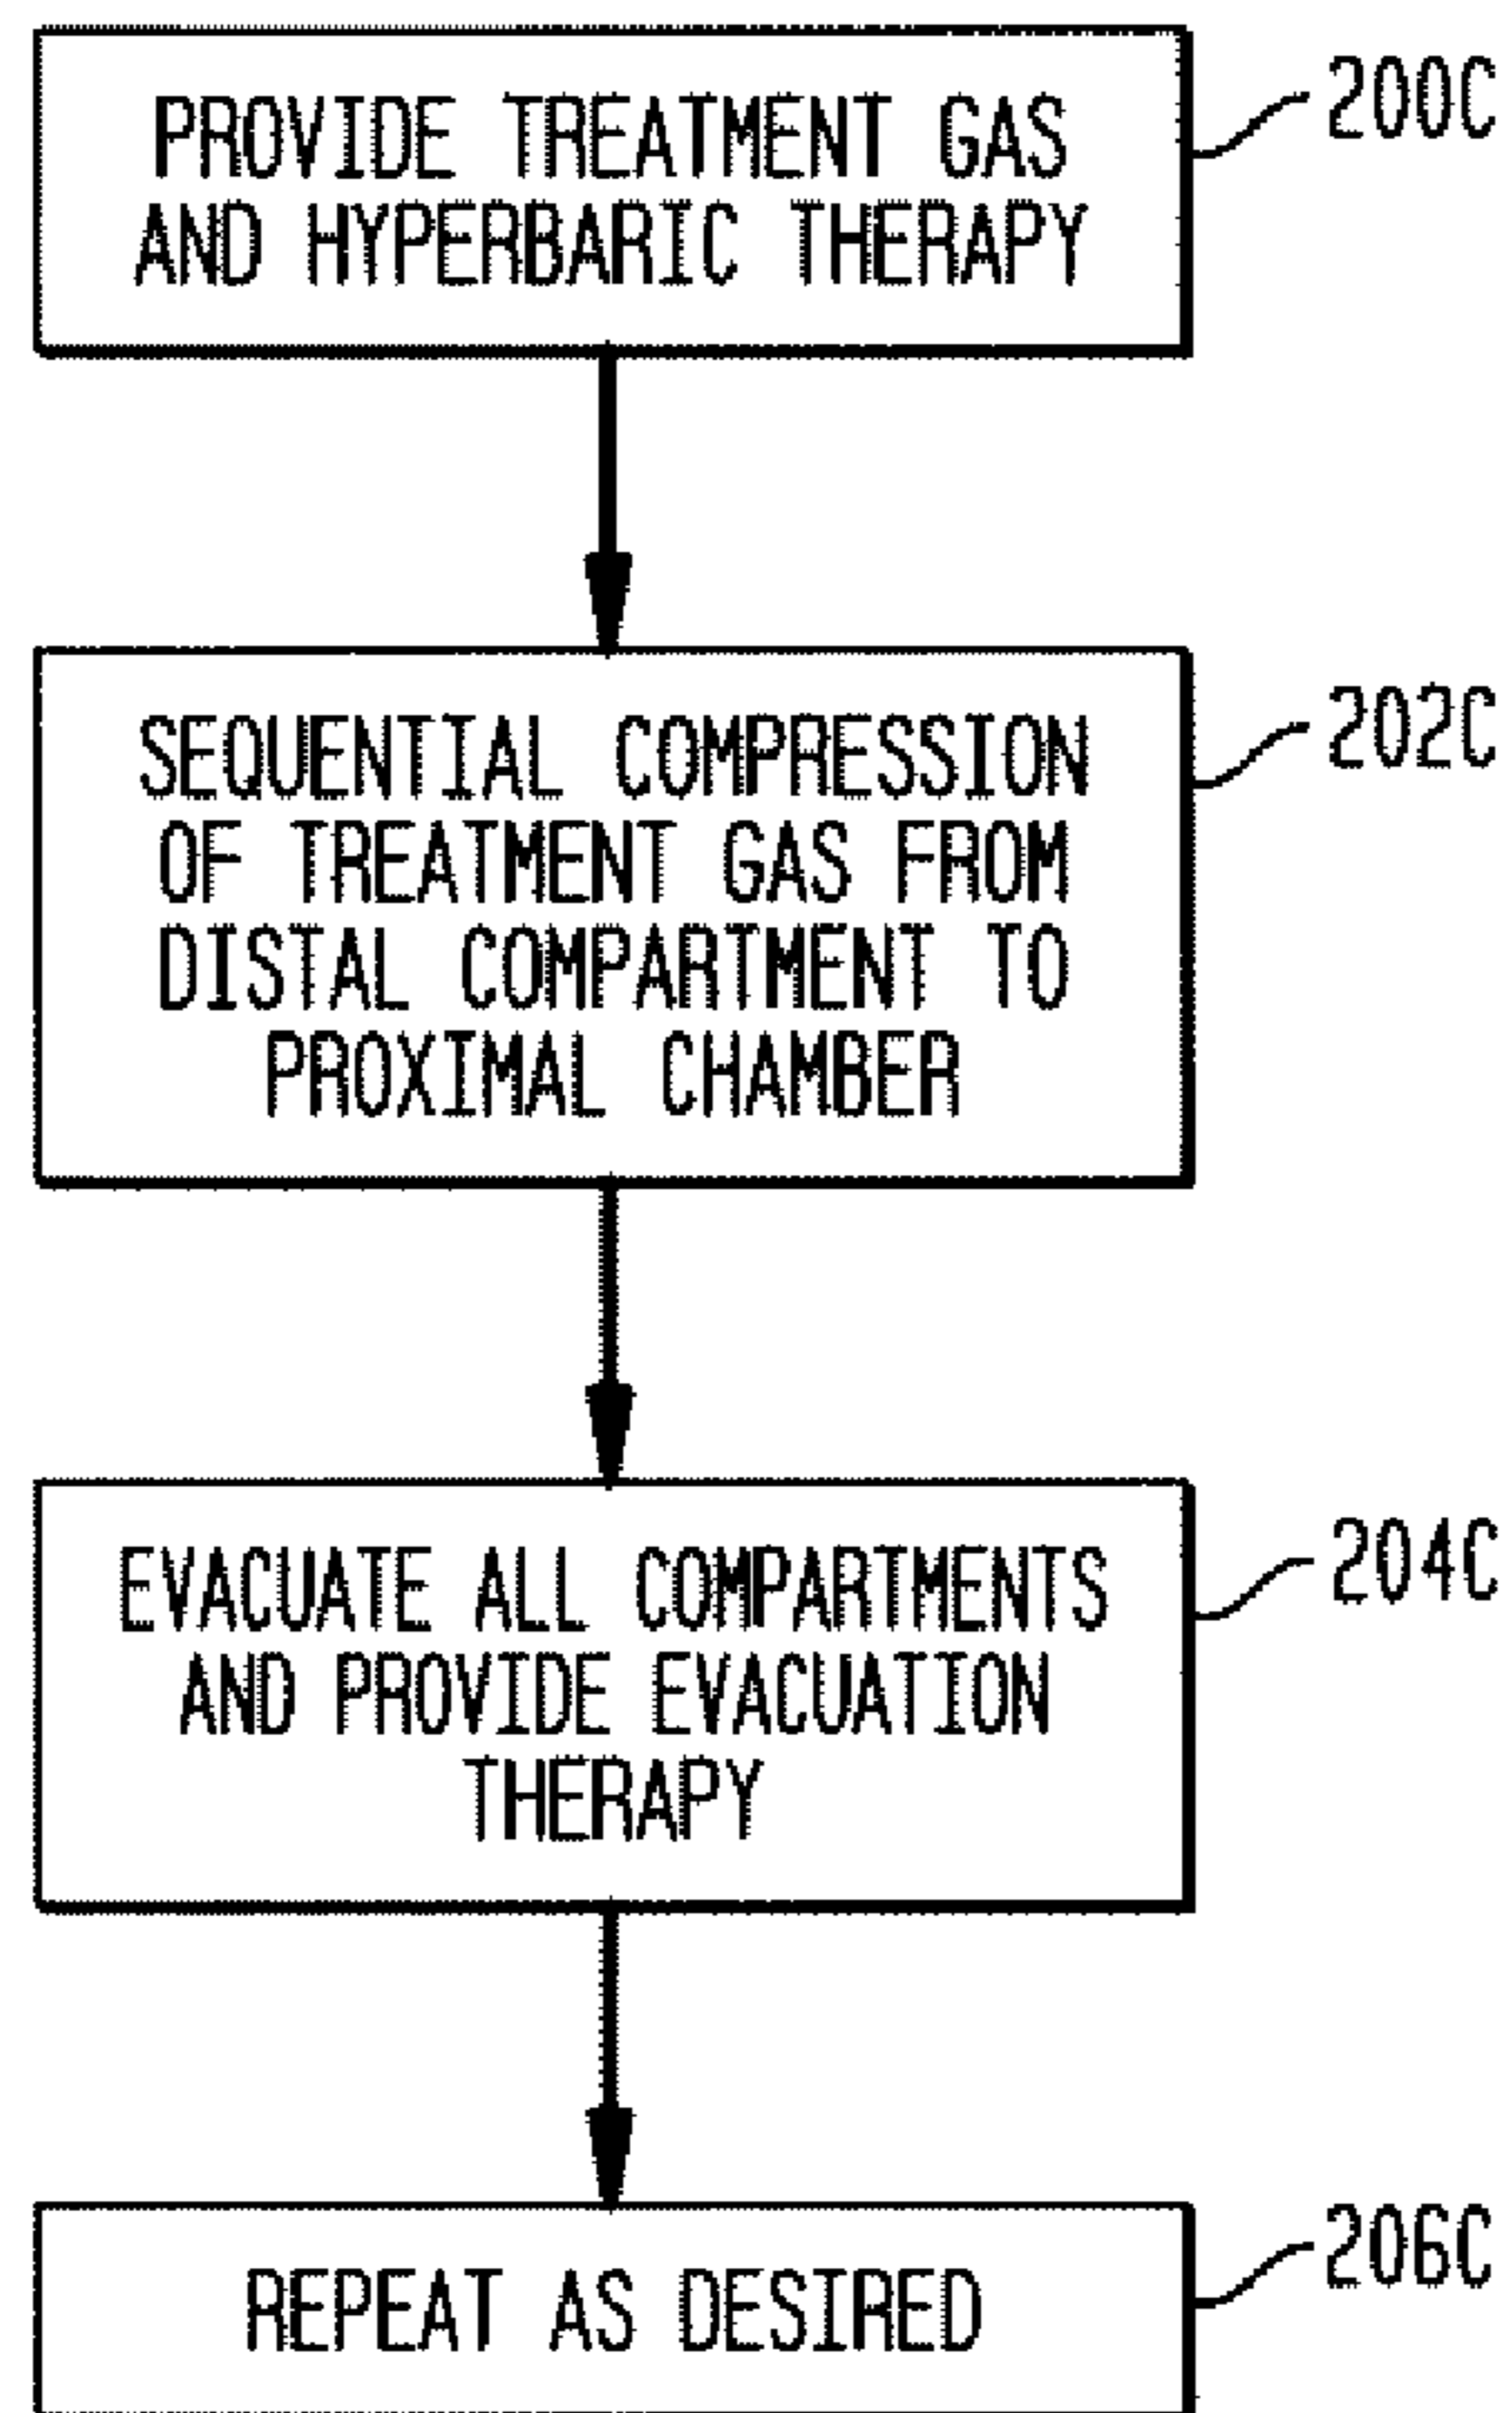 PROVIDE TREATMENT GAS
AND HYPERBARIC THERAPY
200C
SEQUENTIAL COMPRESSION
OF TREATMENT GAS FROM
DISTAL COMPARTMENT TO
PROXIMAL CHAMBER
202C
EVACUATE ALL COMPARTMENTS
AND PROVIDE EVACUATION
THERAPY
204C
REPEAT AS DESIRED
206C